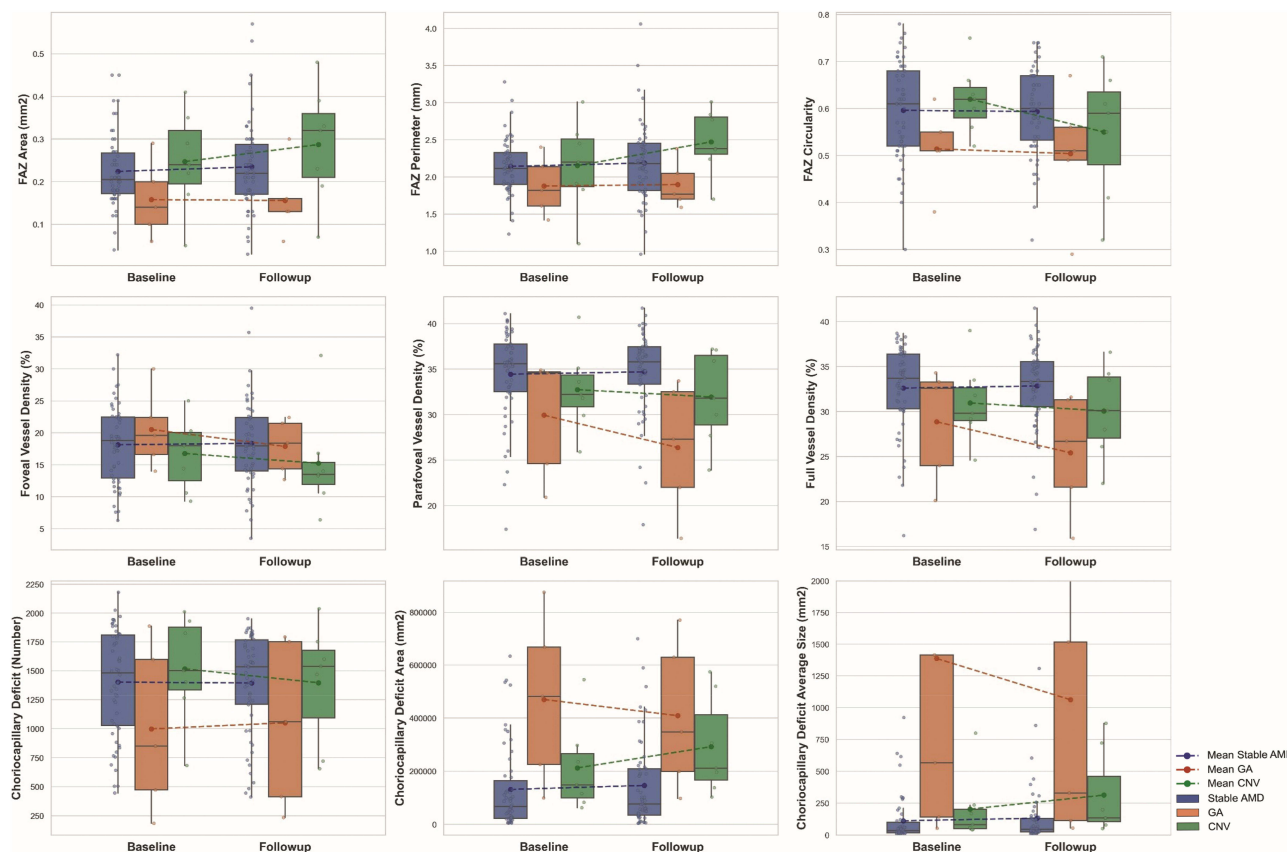 FAZ Area (mm2)
0.5
0.4
0.3
0.2
0.1
Baseline
Followup
FAZ Perimeter (mm)
4.0
3.5
3.0
2.5
2.0
1.5
1.0
Baseline
Followup
FAZ Circularity
0.8
0.7
0.6
0.5
0.4
0.3
Baseline
Followup
Foveal Vessel Density (%)
40
35
30
25
20
15
10
5
Baseline
Followup
Parafoveal Vessel Density (%)
40
35
30
25
20
Baseline
Followup
Full Vessel Density (%)
40
35
30
25
20
15
Baseline
Followup
Choriocapillary Deficit (Number)
2250
2000
1750
1500
1250
1000
750
500
250
Baseline
Followup
Choriocapillary Deficit Area (mm2)
800000
600000
400000
200000
0
Baseline
Followup
Choriocapillary Deficit Average Size (mm2)
2000
1750
1500
1250
1000
750
500
250
0
Baseline
Followup
Mean Stable AMD
Mean GA
Mean CNV
Stable AMD
GA
CNV